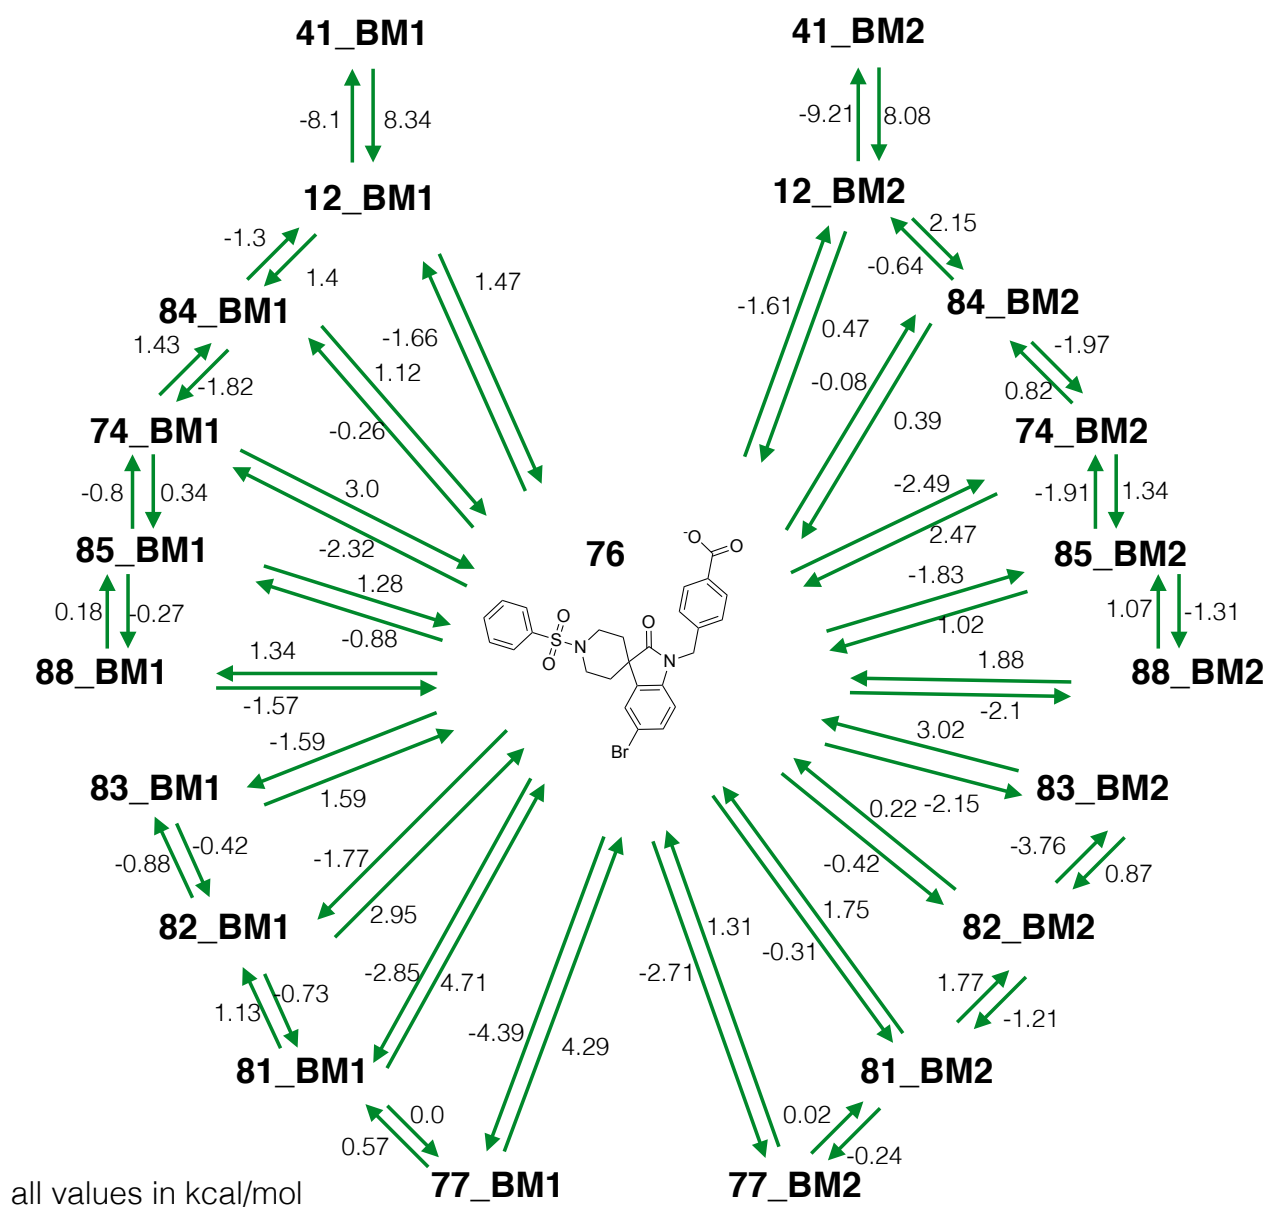 41_BM1
41_BM2
-8.1
8.34
-9.21
8.08
12_BM1
12_BM2
-1.3
1.4
1.47
2.15
-0.64
84_BM1
84_BM2
-1.61
0.47
1.43
-1.82
-1.66
1.12
-0.08
-1.97
0.82
74_BM1
-0.26
0.39
74_BM2
-0.8
0.34
3.0
-2.49
-1.91
1.34
85_BM1
-2.32
76
2.47
85_BM2
1.28
-0.88
-1.83
1.02
0.18
-0.27
1.07
-1.31
88_BM1
1.34
-1.57
1.88
-2.1
88_BM2
-O
O
O
S
O
N
O
N
Br
-1.59
1.59
3.02
-2.15
83_BM1
83_BM2
-0.42
-0.88
-1.77
2.95
0.22
-0.42
-3.76
0.87
82_BM1
82_BM2
-0.73
1.13
-2.85
4.71
-2.71
1.31
1.75
-0.31
1.77
-1.21
81_BM1
-4.39
4.29
81_BM2
0.0
0.57
0.02
-0.24
77_BM1
77_BM2
all values in kcal/mol